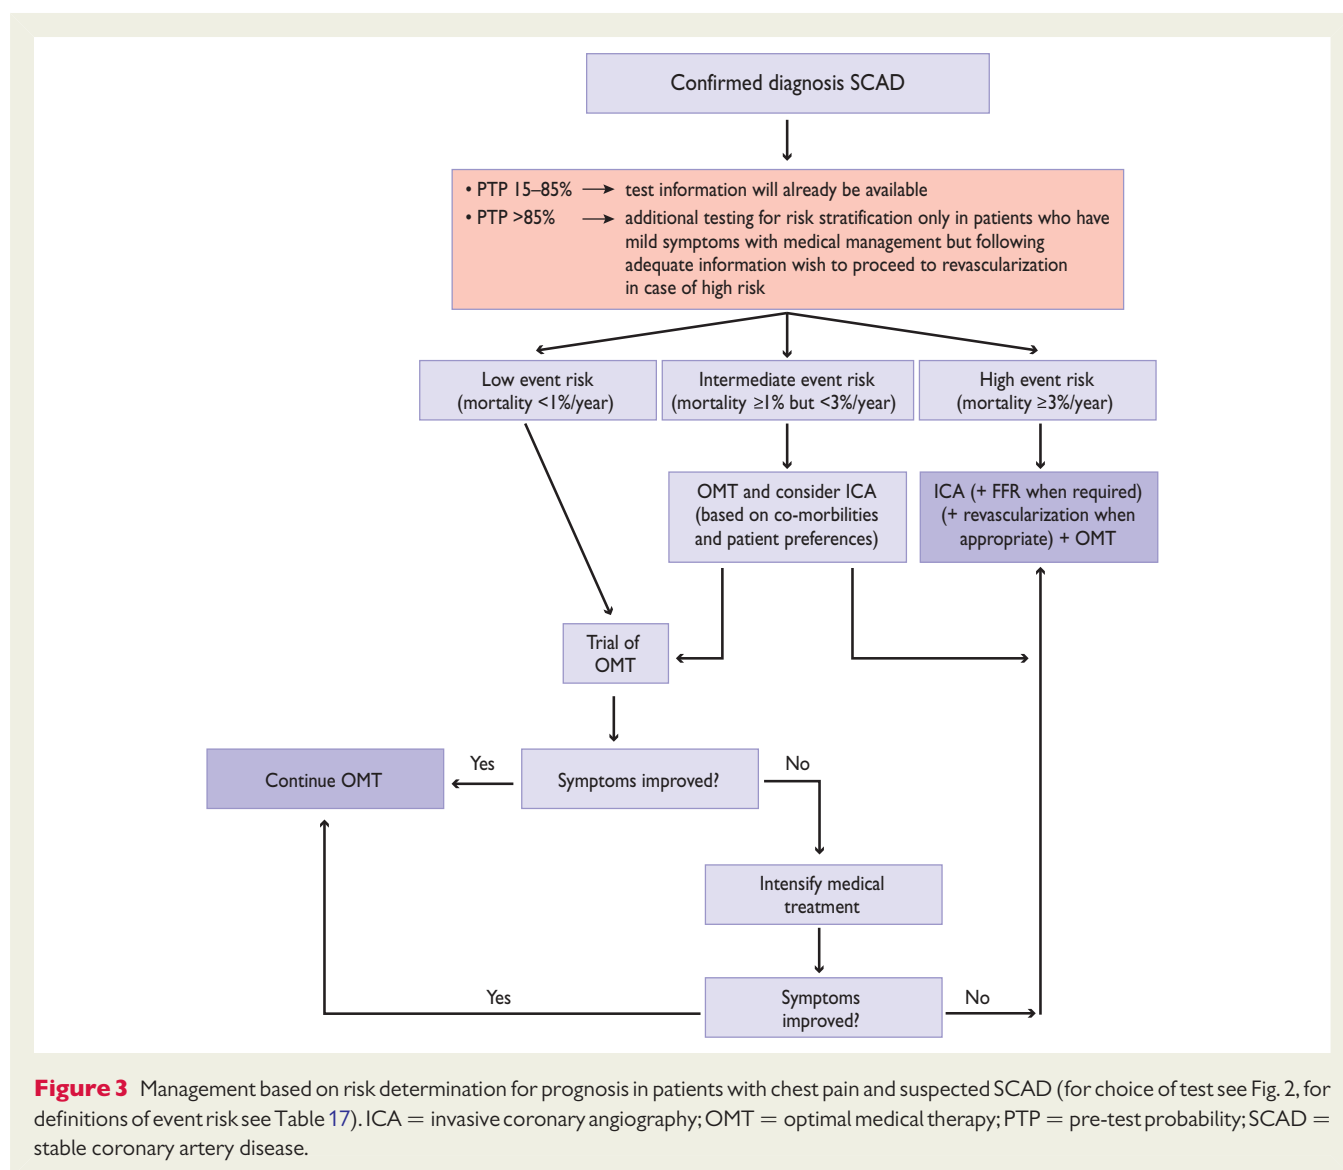 Confirmed diagnosis SCAD
• PTP 15–85% → test information will already be available
• PTP >85% → additional testing for risk stratification only in patients who have
mild symptoms with medical management but following
adequate information wish to proceed to revascularization
in case of high risk
Low event risk
(mortality <1%/year)
Intermediate event risk
(mortality ≥1% but <3%/year)
High event risk
(mortality ≥3%/year)
OMT and consider ICA
(based on co-morbilities
and patient preferences)
ICA (+ FFR when required)
(+ revascularization when
appropriate) + OMT
Trial of
OMT
Continue OMT
Yes
Symptoms improved?
No
Intensify medical
treatment
Yes
Symptoms
improved?
No
Figure 3 Management based on risk determination for prognosis in patients with chest pain and suspected SCAD (for choice of test see Fig. 2, for
definitions of event risk see Table 17). ICA = invasive coronary angiography; OMT = optimal medical therapy; PTP = pre-test probability; SCAD =
stable coronary artery disease.